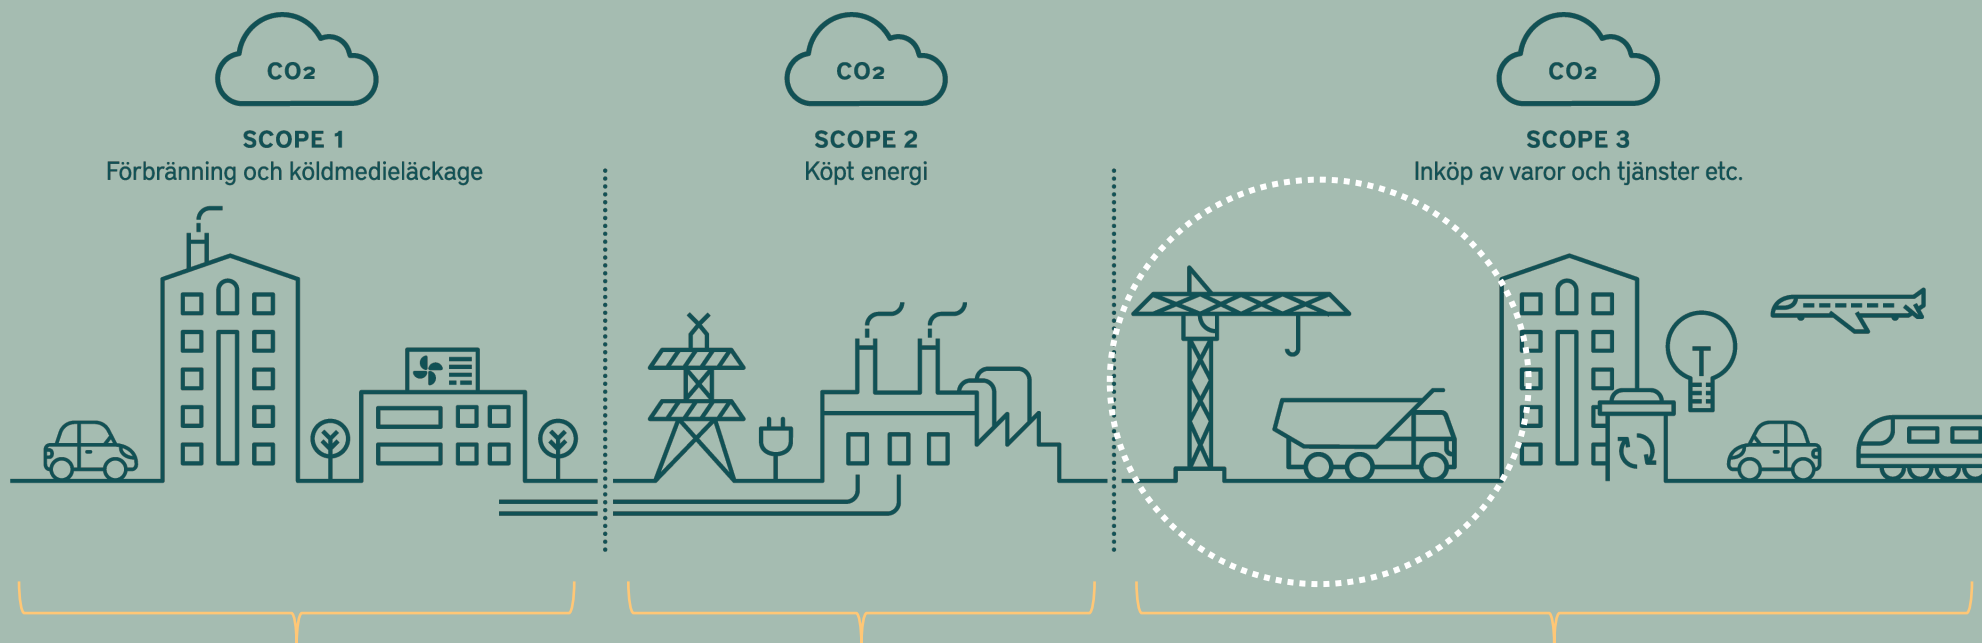 CO2
SCOPE 1
Förbränning och köldmedieläckage
CO2
SCOPE 2
Köpt energi
CO2
SCOPE 3
Inköp av varor och tjänster etc.